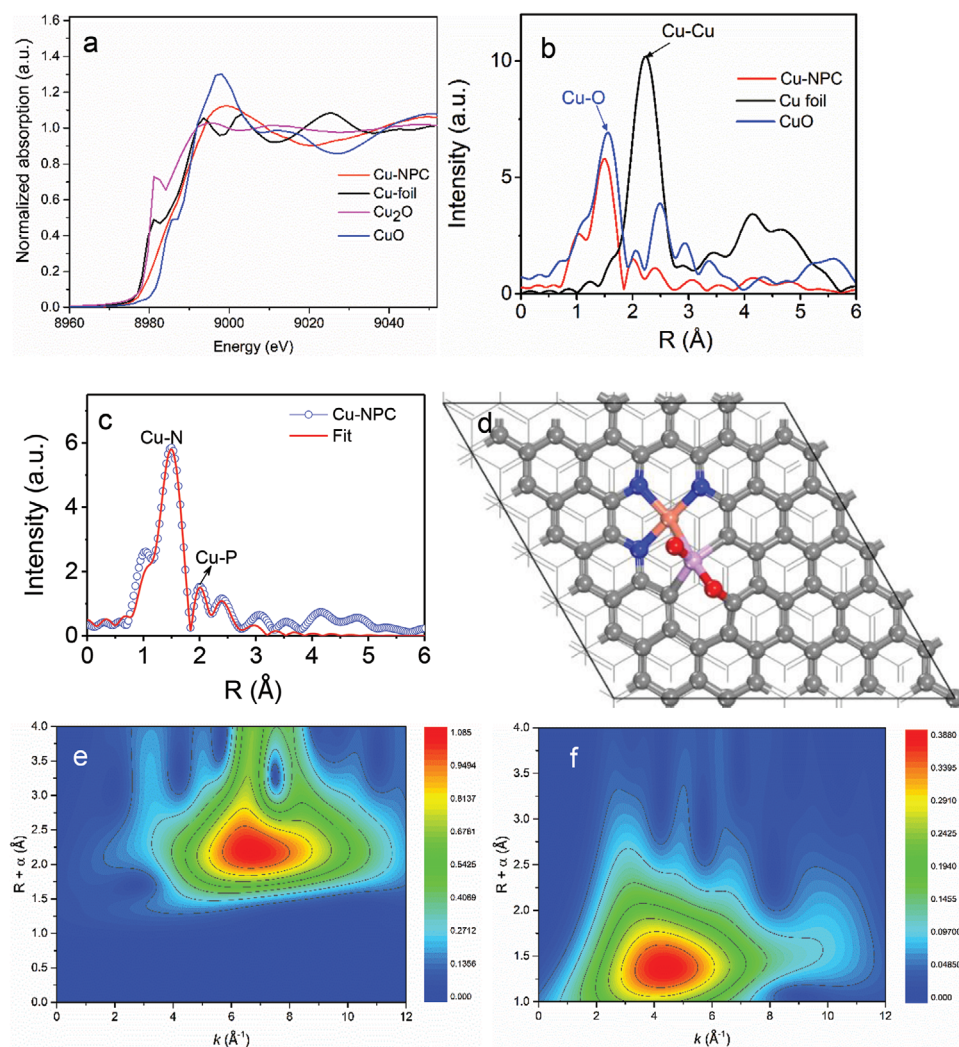 a
Normalized absorption (a.u.)
1.6
1.4
1.2
1.0
0.8
0.6
0.4
0.2
0.0
Cu-NPC
Cu-foil
Cu₂O
CuO
8960 8980 9000 9020 9040
Energy (eV)
b
Intensity (a.u.)
10
5
0
Cu-Cu
Cu-O
Cu-NPC
Cu foil
CuO
0 1 2 3 4 5 6
R (Å)
c
Intensity (a.u.)
6
4
2
0
Cu-N
Cu-P
Cu-NPC
Fit
0 1 2 3 4 5 6
R (Å)
d
e
R + α (Å)
4.0
3.5
3.0
2.5
2.0
1.5
1.0
0.5
0.0
0 2 4 6 8 10 12
k (Å⁻¹)
1.085
0.9494
0.8137
0.6781
0.5425
0.4069
0.2712
0.1356
0.000
f
R + α (Å)
4.0
3.5
3.0
2.5
2.0
1.5
1.0
0 2 4 6 8 10 12
k (Å⁻¹)
0.3880
0.3395
0.2910
0.2425
0.1940
0.1455
0.09700
0.04850
0.000